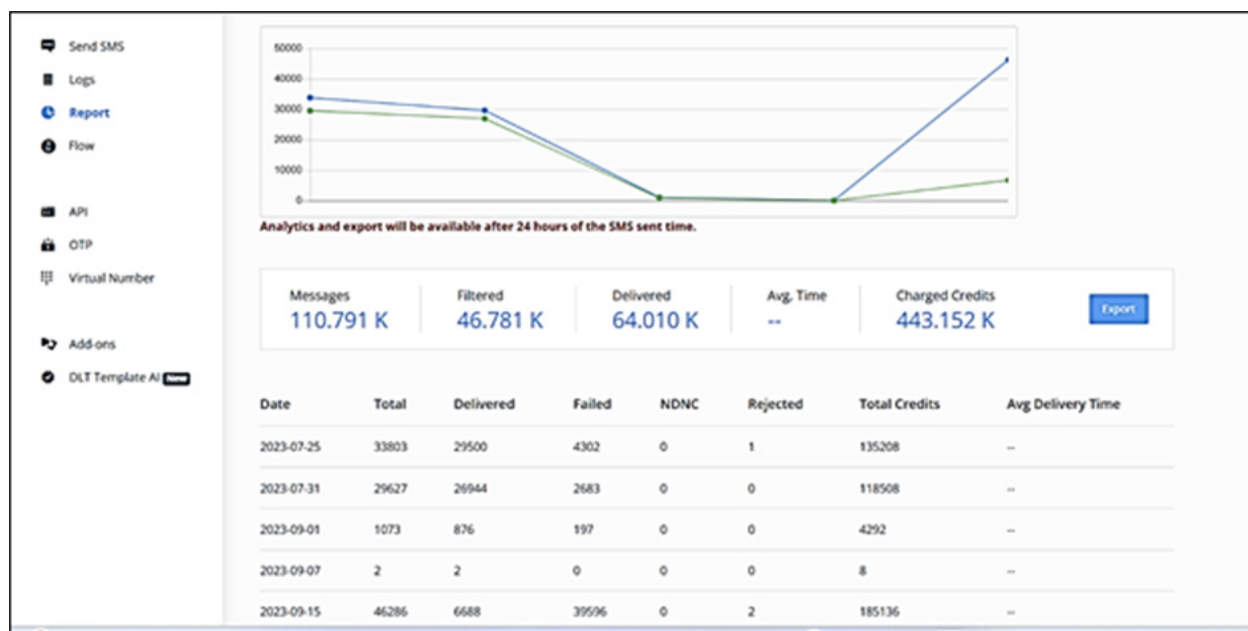 Send SMS
Logs
Report
Flow
API
OTP
Virtual Number
Add-ons
DLT Template AI New
50000
40000
30000
20000
10000
0
Analytics and export will be available after 24 hours of the SMS sent time.
Messages Filtered Delivered Avg. Time Charged Credits
110.791 K 46.781 K 64.010 K -- 443.152 K
Export
Date Total Delivered Failed NDNC Rejected Total Credits Avg Delivery Time
2023-07-25 33803 29500 4302 0 1 135208 --
2023-07-31 29627 26944 2683 0 0 118508 --
2023-09-01 1073 876 197 0 0 4292 --
2023-09-07 2 2 0 0 0 8 --
2023-09-15 46286 6688 39596 0 2 185136 --